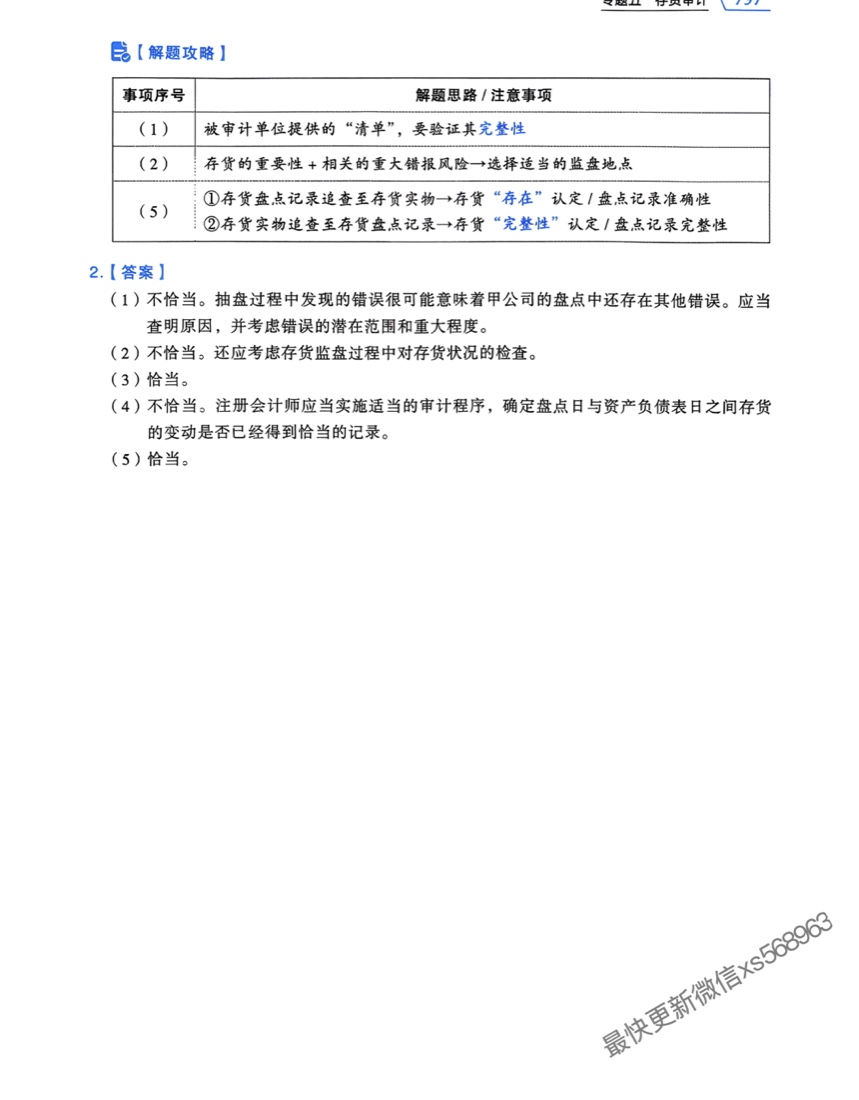 专题五 存货审计 797
【解题攻略】
事项序号 解题思路 / 注意事项
（1） 被审计单位提供的“清单”，要验证其完整性
（2） 存货的重要性 + 相关的重大错报风险→选择适当的监盘地点
（5） ①存货盘点记录追查至存货实物→存货“存在”认定 / 盘点记录准确性
②存货实物追查至存货盘点记录→存货“完整性”认定 / 盘点记录完整性
2.【答案】
（1）不恰当。抽盘过程中发现的错误很可能意味着甲公司的盘点中还存在其他错误。应当
查明原因，并考虑错误的潜在范围和重大程度。
（2）不恰当。还应考虑存货监盘过程中对存货状况的检查。
（3）恰当。
（4）不恰当。注册会计师应当实施适当的审计程序，确定盘点日与资产负债表日之间存货
的变动是否已经得到恰当的记录。
（5）恰当。
最快更新微信xs568963